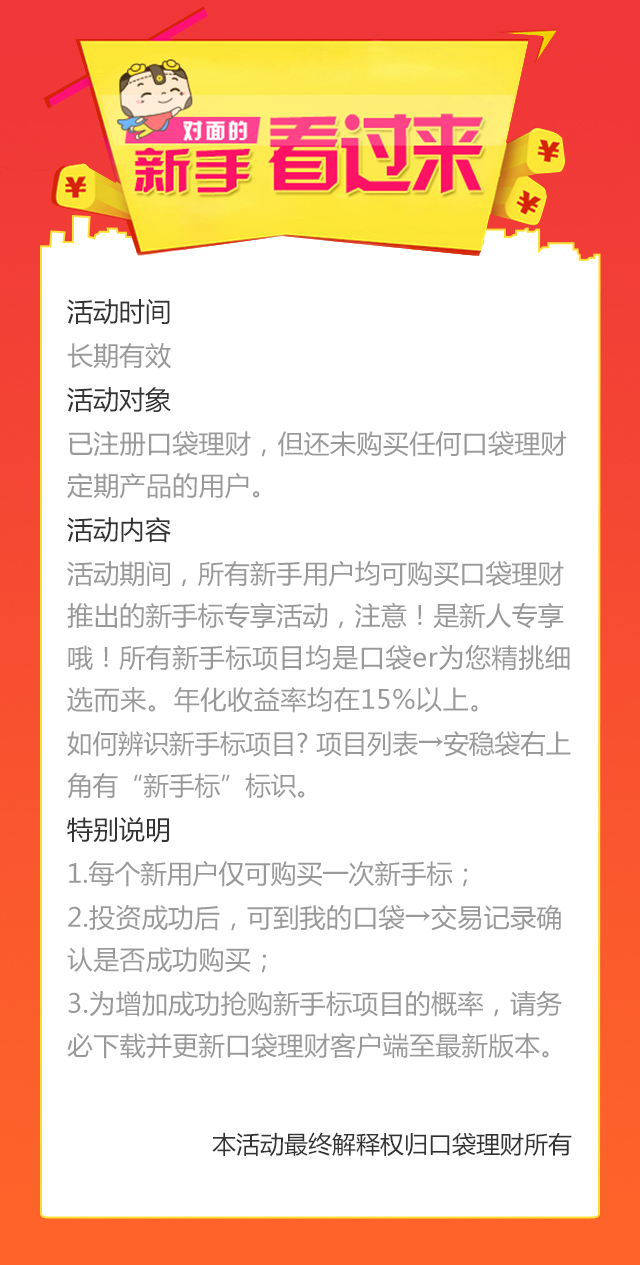 对面的
新手看过来
¥
¥
¥
活动时间
长期有效
活动对象
已注册口袋理财，但还未购买任何口袋理财
定期产品的用户。
活动内容
活动期间，所有新手用户均可购买口袋理财
推出的新手标专享活动，注意！是新人专享
哦！所有新手标项目均是口袋er为您精挑细
选而来。年化收益率均在15%以上。
如何辨识新手标项目? 项目列表→安稳袋右上
角有“新手标”标识。
特别说明
1.每个新用户仅可购买一次新手标；
2.投资成功后，可到我的口袋→交易记录确
认是否成功购买；
3.为增加成功抢购新手标项目的概率，请务
必下载并更新口袋理财客户端至最新版本。
本活动最终解释权归口袋理财所有